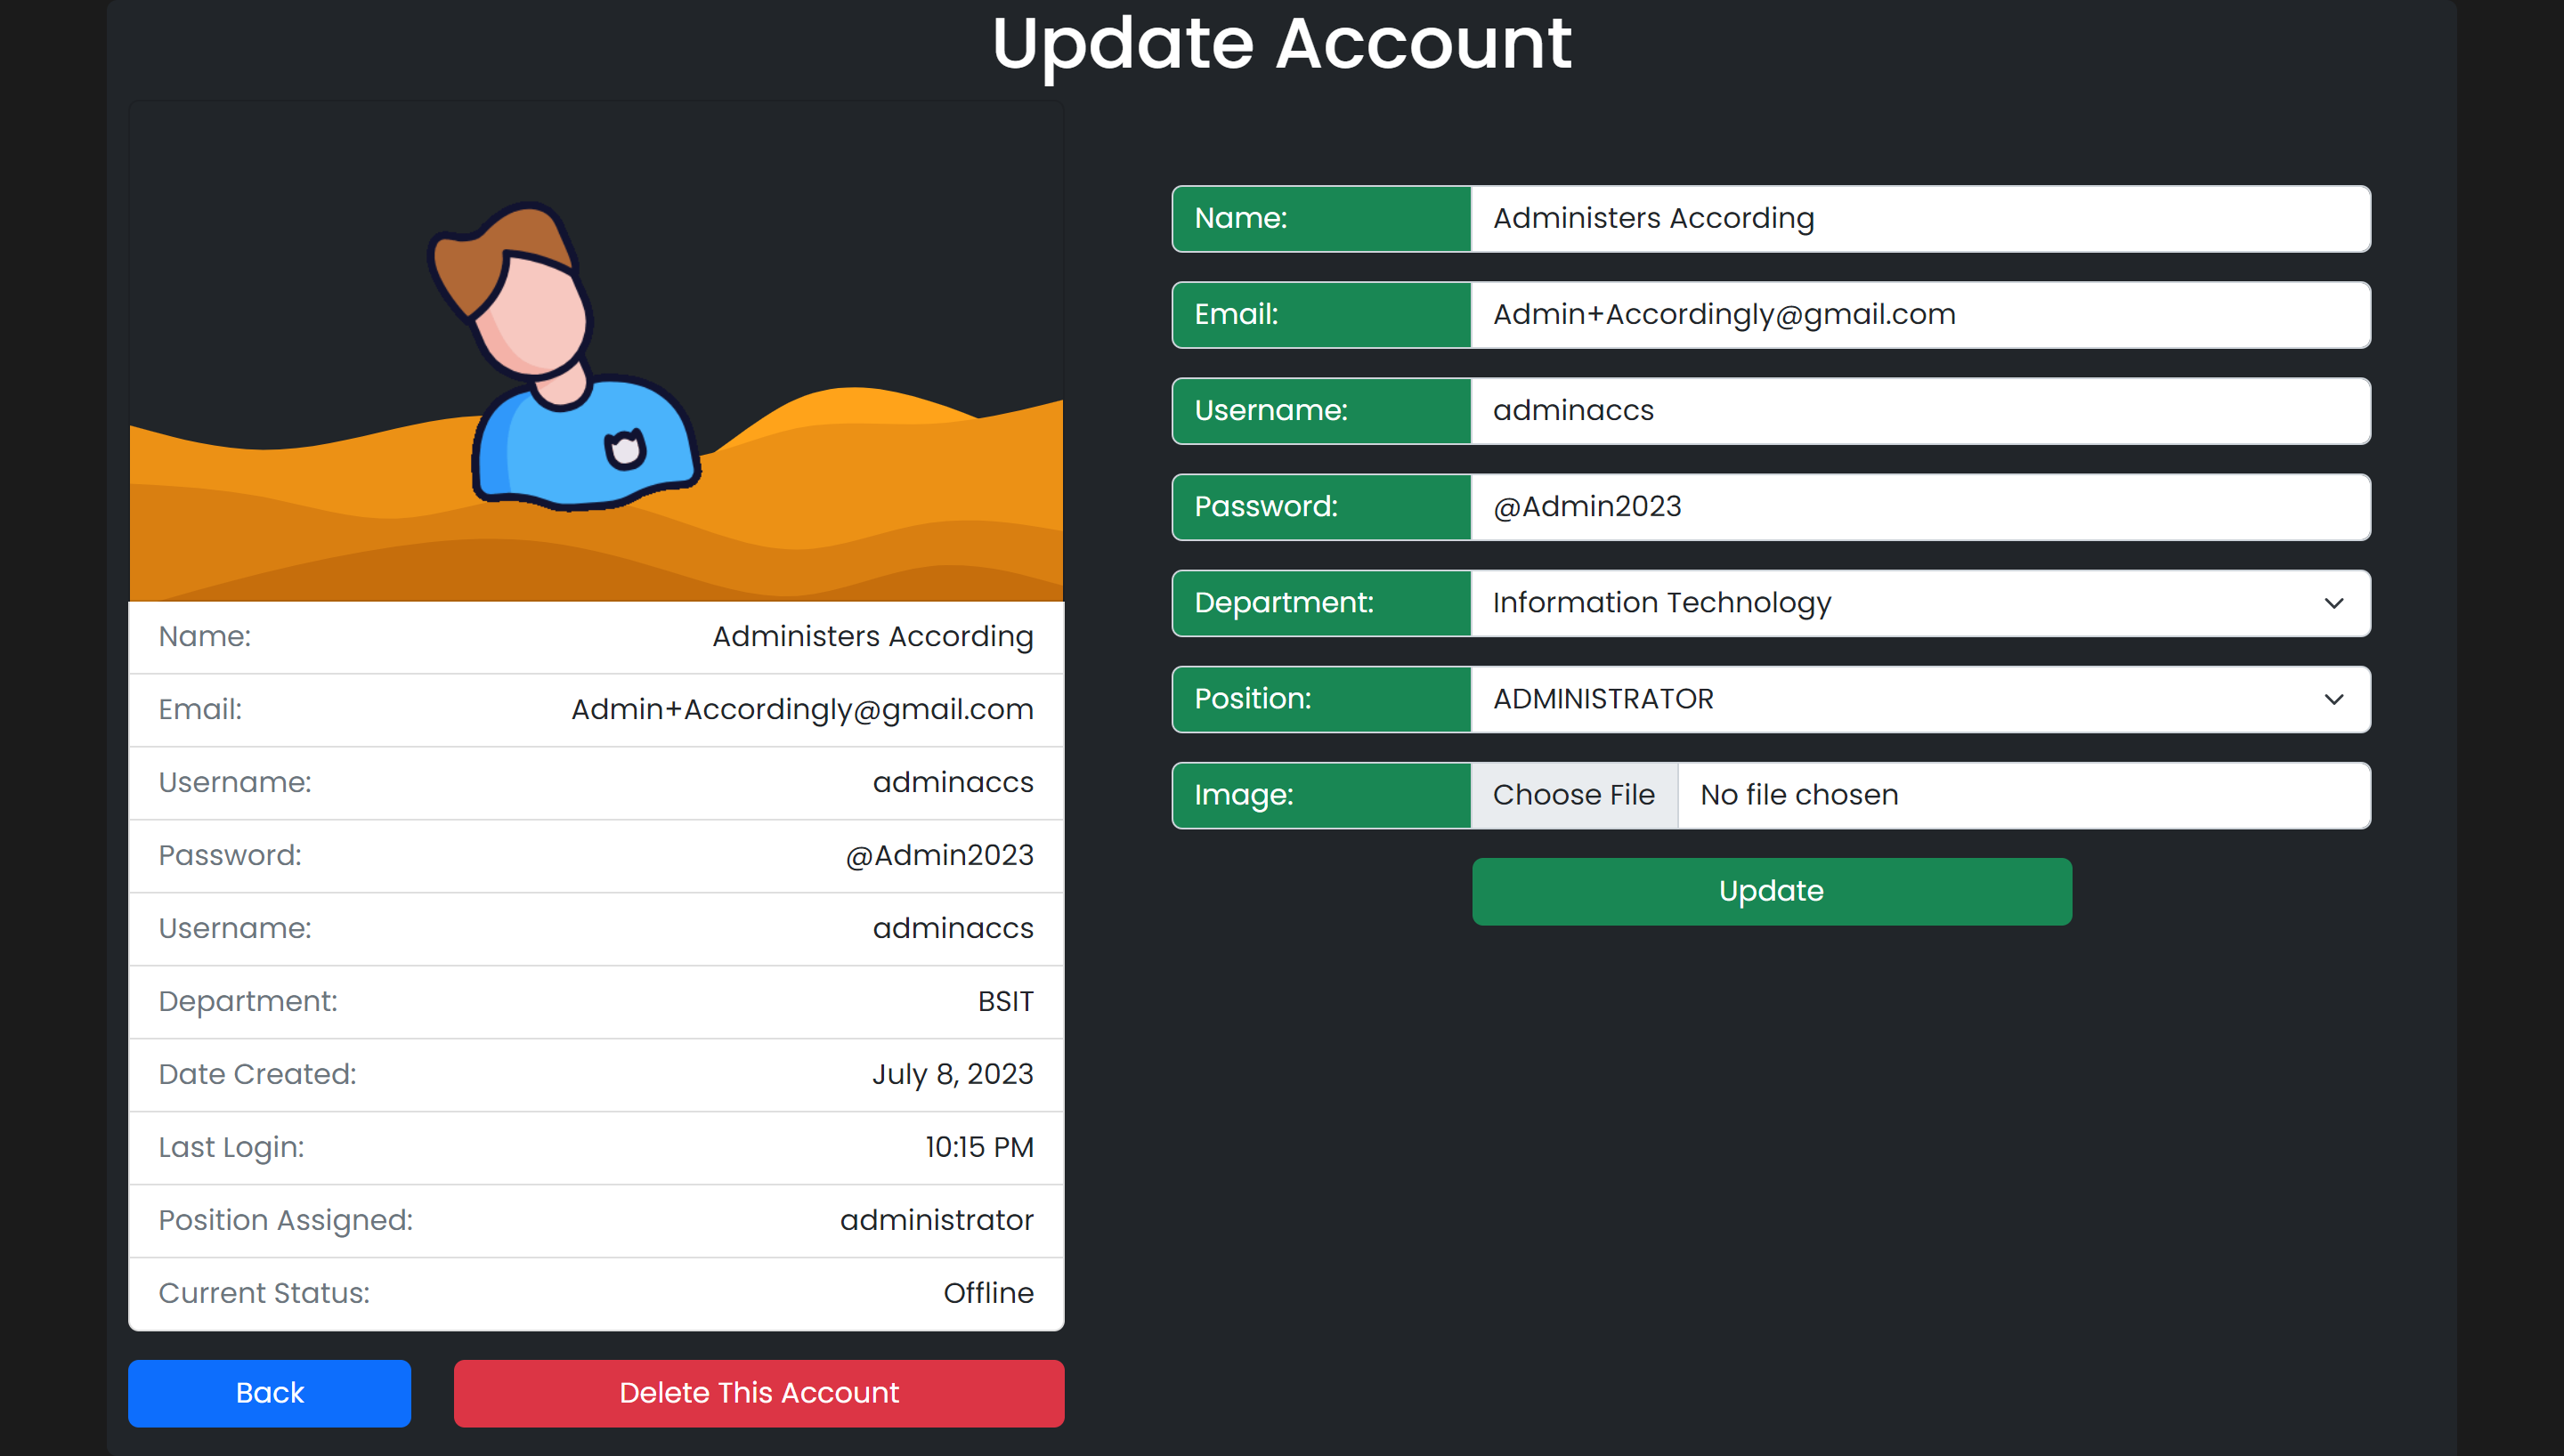 Update Account
Name: Administers According
Email: Admin+Accordingly@gmail.com
Username: adminaccs
Password: @Admin2023
Username: adminaccs
Department: BSIT
Date Created: July 8, 2023
Last Login: 10:15 PM
Position Assigned: administrator
Current Status: Offline
Back
Delete This Account
Name: Administers According
Email: Admin+Accordingly@gmail.com
Username: adminaccs
Password: @Admin2023
Department: Information Technology
Position: ADMINISTRATOR
Image: Choose File No file chosen
Update